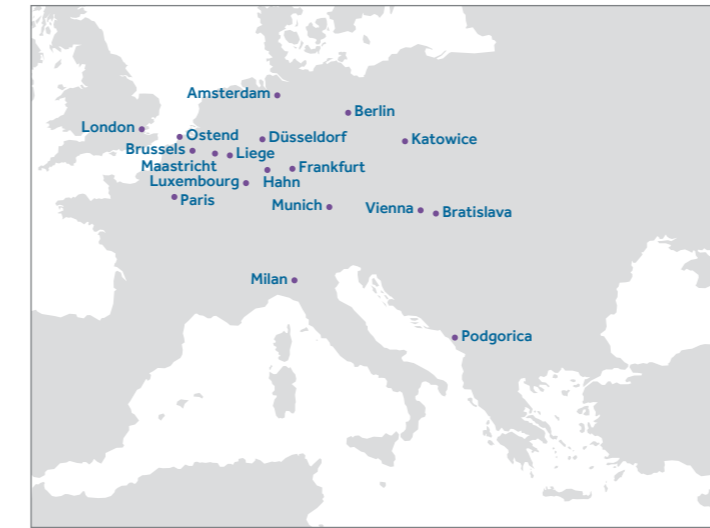 Amsterdam
Berlin
London
Ostend
Düsseldorf
Katowice
Brussels
Liege
Maastricht
Frankfurt
Luxembourg
Hahn
Paris
Munich
Vienna
Bratislava
Milan
Podgorica